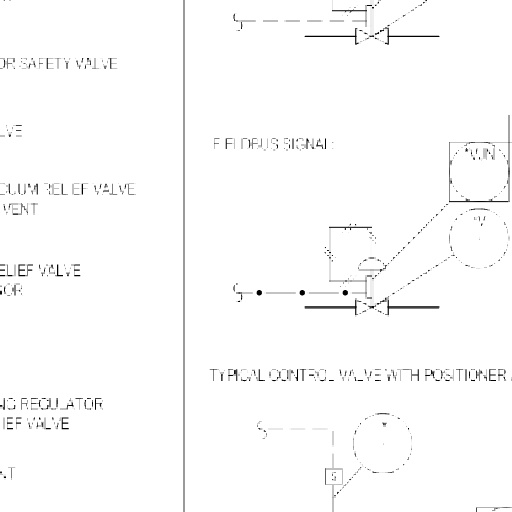 OR SAFETY VALVE
LVE
CUUM RELIEF VALVE
VENT
ELIEF VALVE
SOR
NG REGULATOR
IEF VALVE
NT
FIELDBUS SIGNAL:
*VUN
*V
TYPICAL CONTROL VALVE WITH POSITIONER
*
S